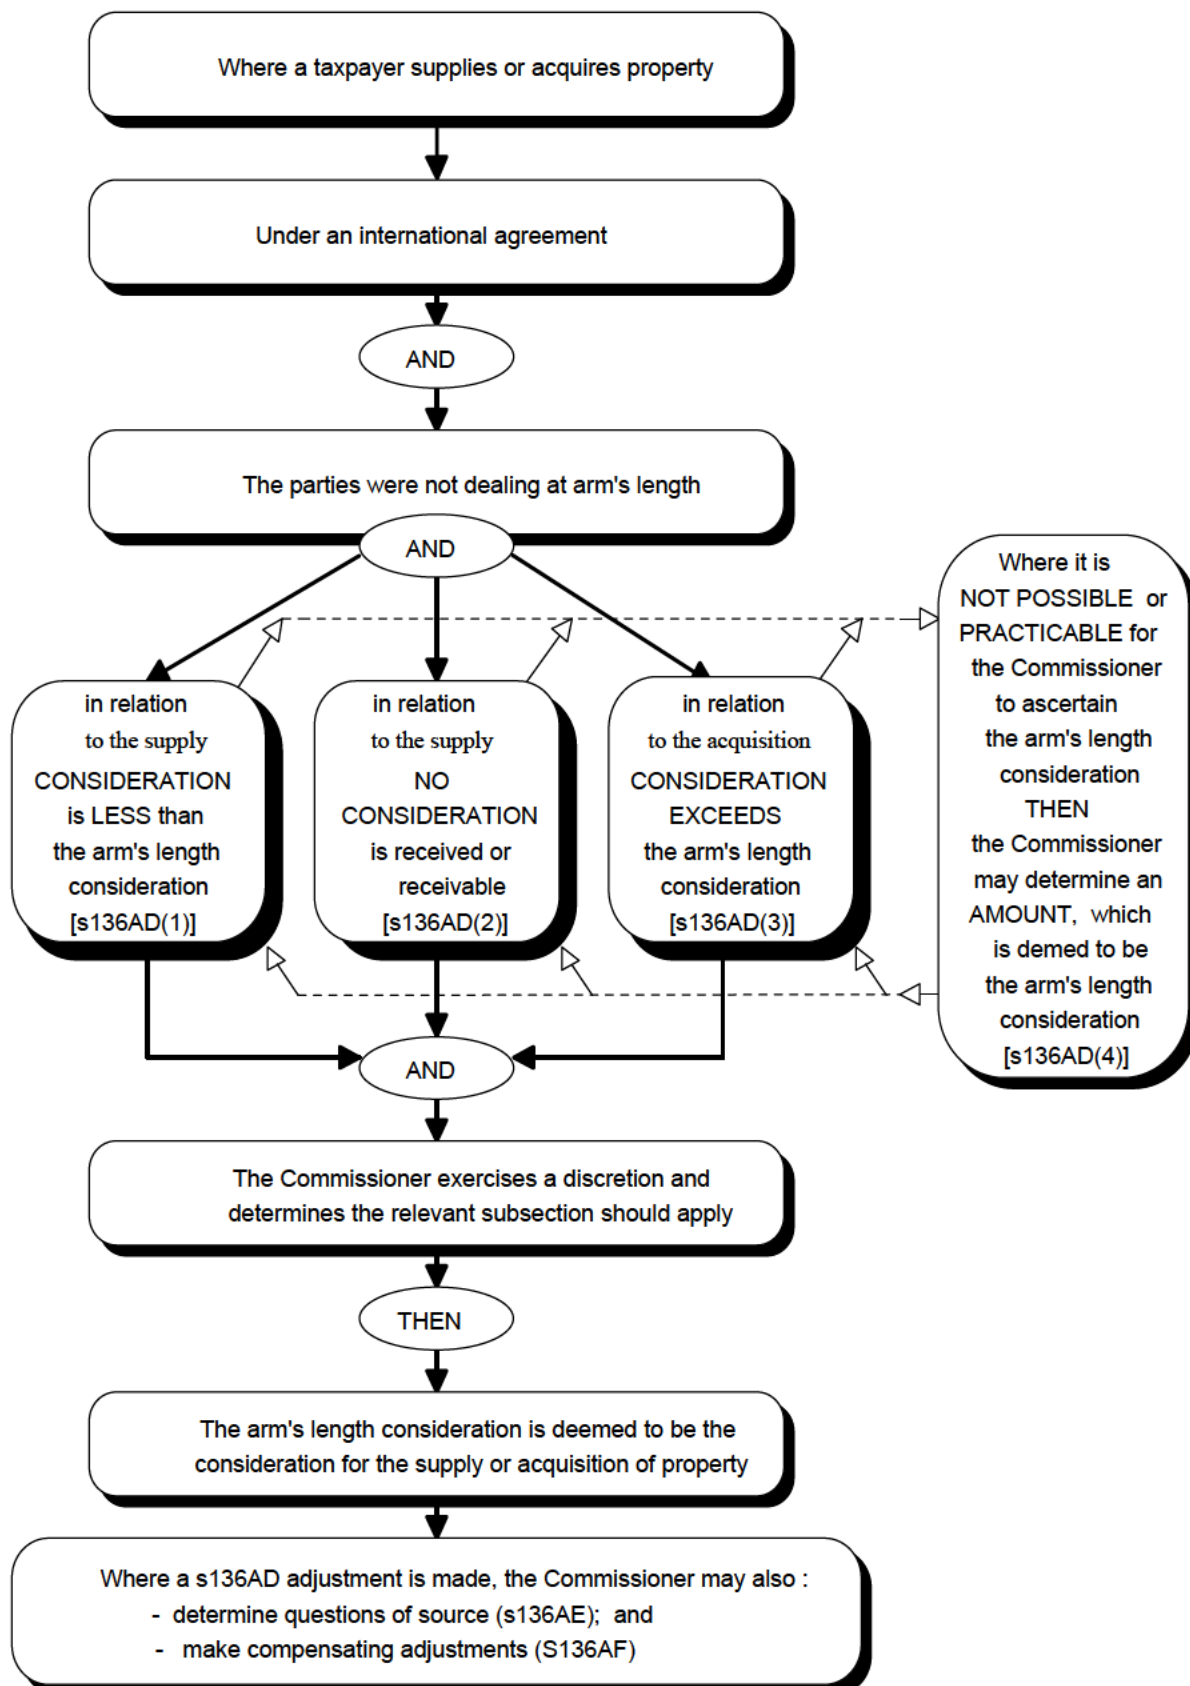 Where a taxpayer supplies or acquires property
Under an international agreement
AND
The parties were not dealing at arm's length
AND
in relation
to the supply
CONSIDERATION
is LESS than
the arm's length
consideration
[s136AD(1)]
in relation
to the supply
NO
CONSIDERATION
is received or
receivable
[s136AD(2)]
in relation
to the acquisition
CONSIDERATION
EXCEEDS
the arm's length
consideration
[s136AD(3)]
Where it is
NOT POSSIBLE or
PRACTICABLE for
the Commissioner
to ascertain
the arm's length
consideration
THEN
the Commissioner
may determine an
AMOUNT, which
is demed to be
the arm's length
consideration
[s136AD(4)]
AND
The Commissioner exercises a discretion and
determines the relevant subsection should apply
THEN
The arm's length consideration is deemed to be the
consideration for the supply or acquisition of property
Where a s136AD adjustment is made, the Commissioner may also :
- determine questions of source (s136AE); and
- make compensating adjustments (S136AF)